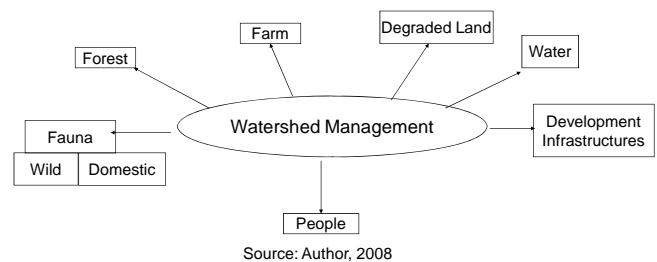 Farm
Degraded Land
Forest
Water
Watershed Management
Development
Infrastructures
Fauna
Wild
Domestic
People
Source: Author, 2008